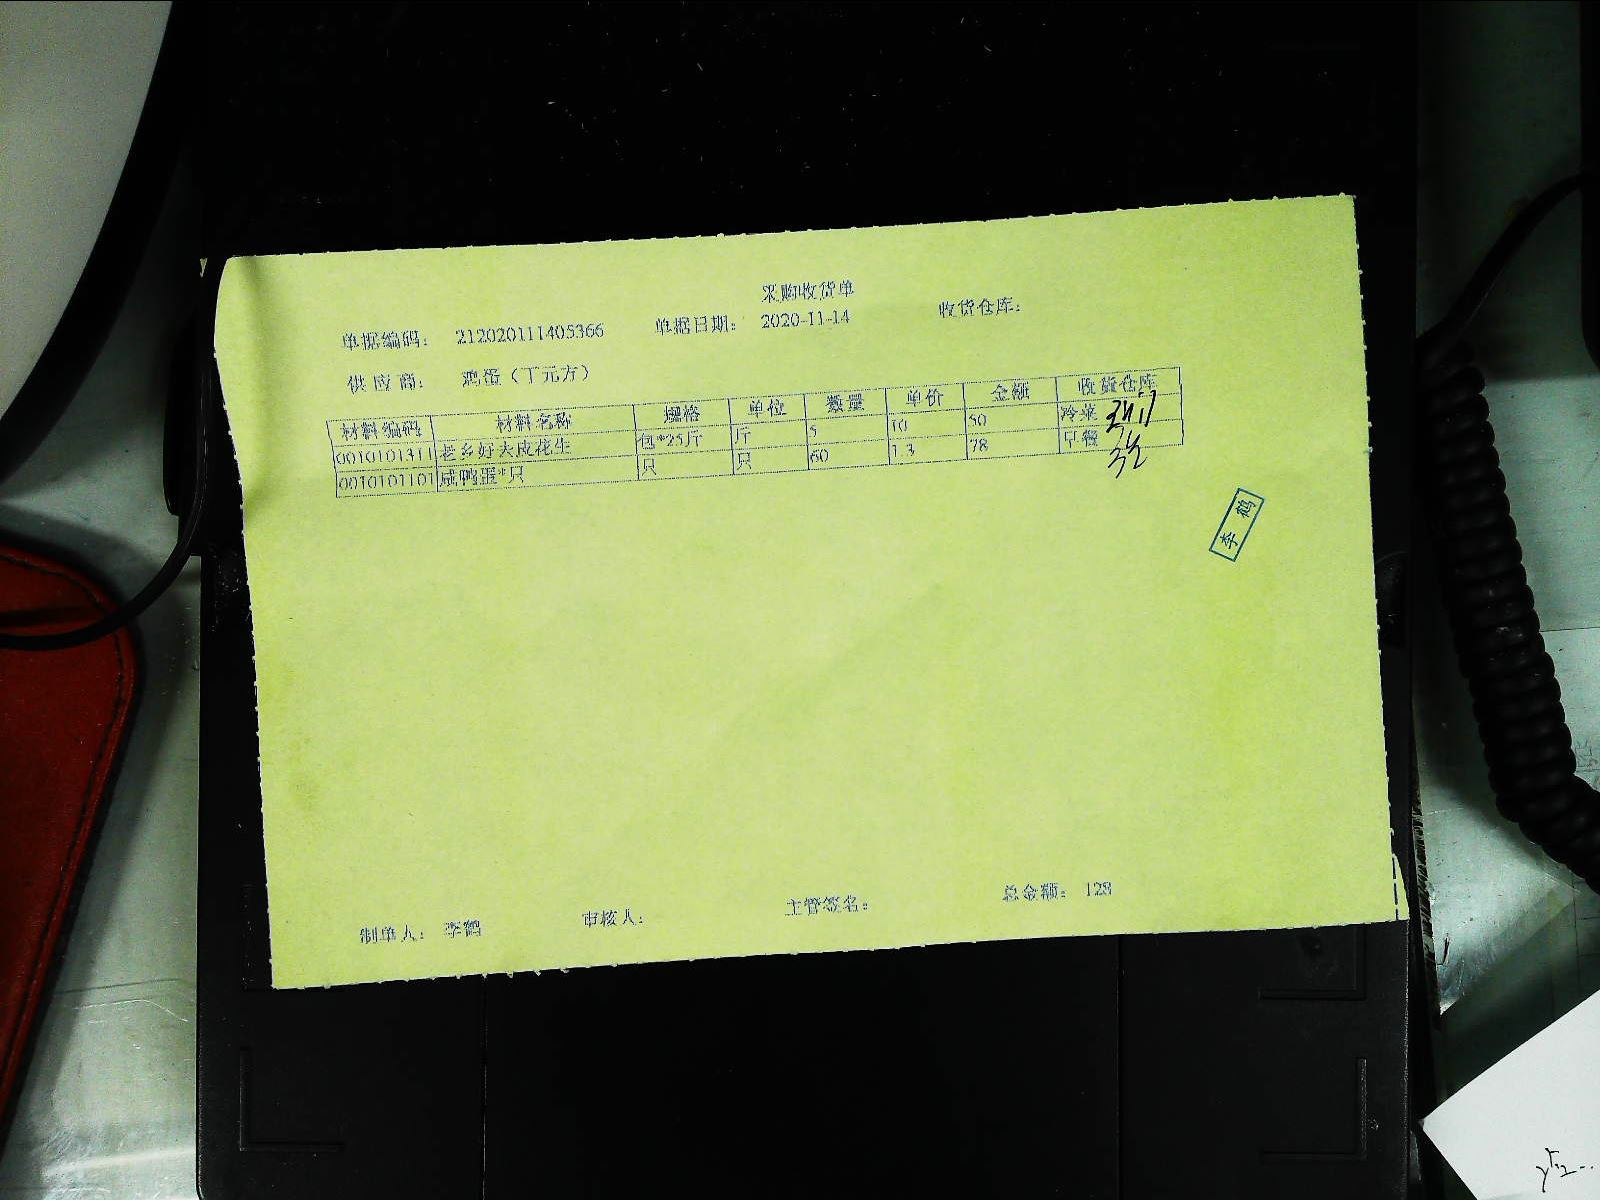 采购收货单
单据编码： 212020111405366 单据日期： 2020-11-14 收货仓库：
供应商： 鸡蛋（丁元方）
材料编码 材料名称 规格 单位 数量 单价 金额 收货仓库
0010101311 老乡好大皮花生 包*25斤 斤 5 10 50 冷菜
0010101101 咸鸭蛋*只 只 只 60 1.3 78 早餐
李鹤
制单人： 李鹤 审核人： 主管签名： 总金额： 128